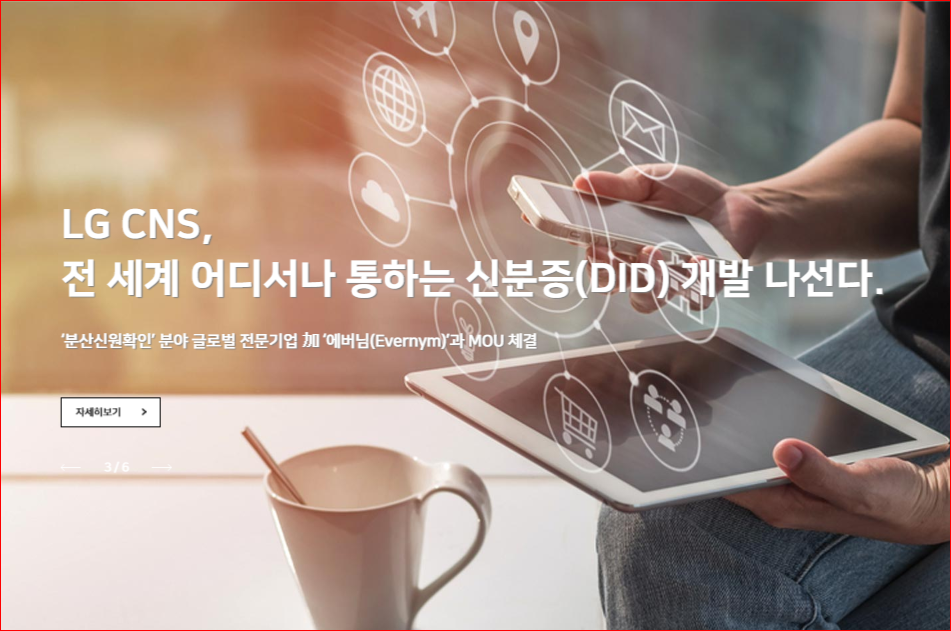 LG CNS,
전 세계 어디서나 통하는 신분증(DID) 개발 나선다.
'분산신원확인' 분야 글로벌 전문기업 加 '에버님(Evernym)'과 MOU 체결
자세히보기 >
← 3 / 6 →